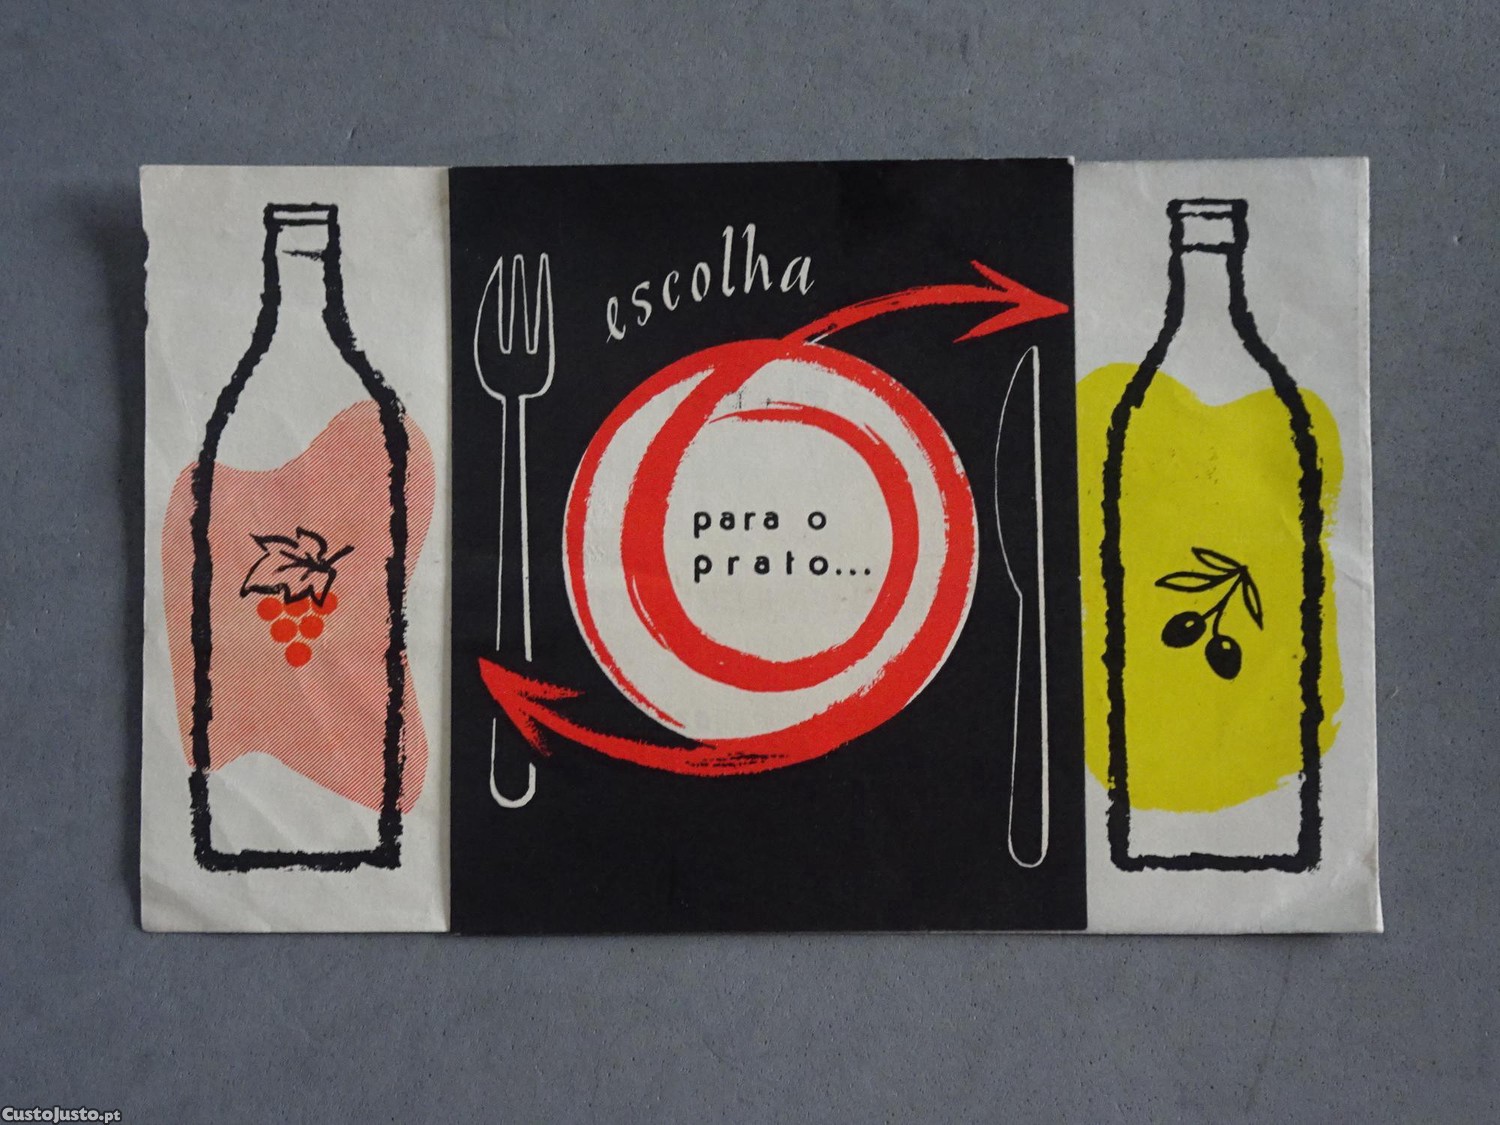 escolha
para o
prato...
CustoJusto.pt